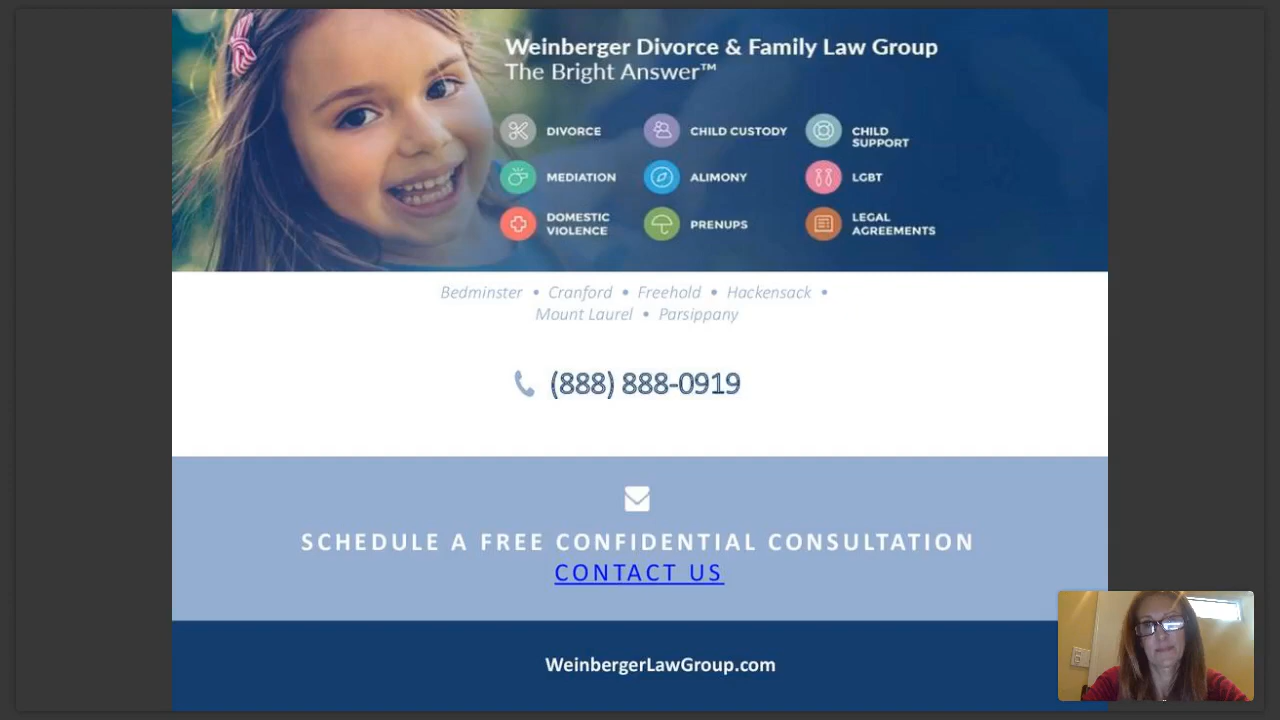 Weinberger Divorce & Family Law Group
The Bright Answer™
DIVORCE
CHILD CUSTODY
CHILD
SUPPORT
MEDIATION
ALIMONY
LGBT
DOMESTIC
VIOLENCE
PRENUPS
LEGAL
AGREEMENTS
Bedminster • Cranford • Freehold • Hackensack •
Mount Laurel • Parsippany
(888) 888-0919
SCHEDULE A FREE CONFIDENTIAL CONSULTATION
CONTACT US
WeinbergerLawGroup.com